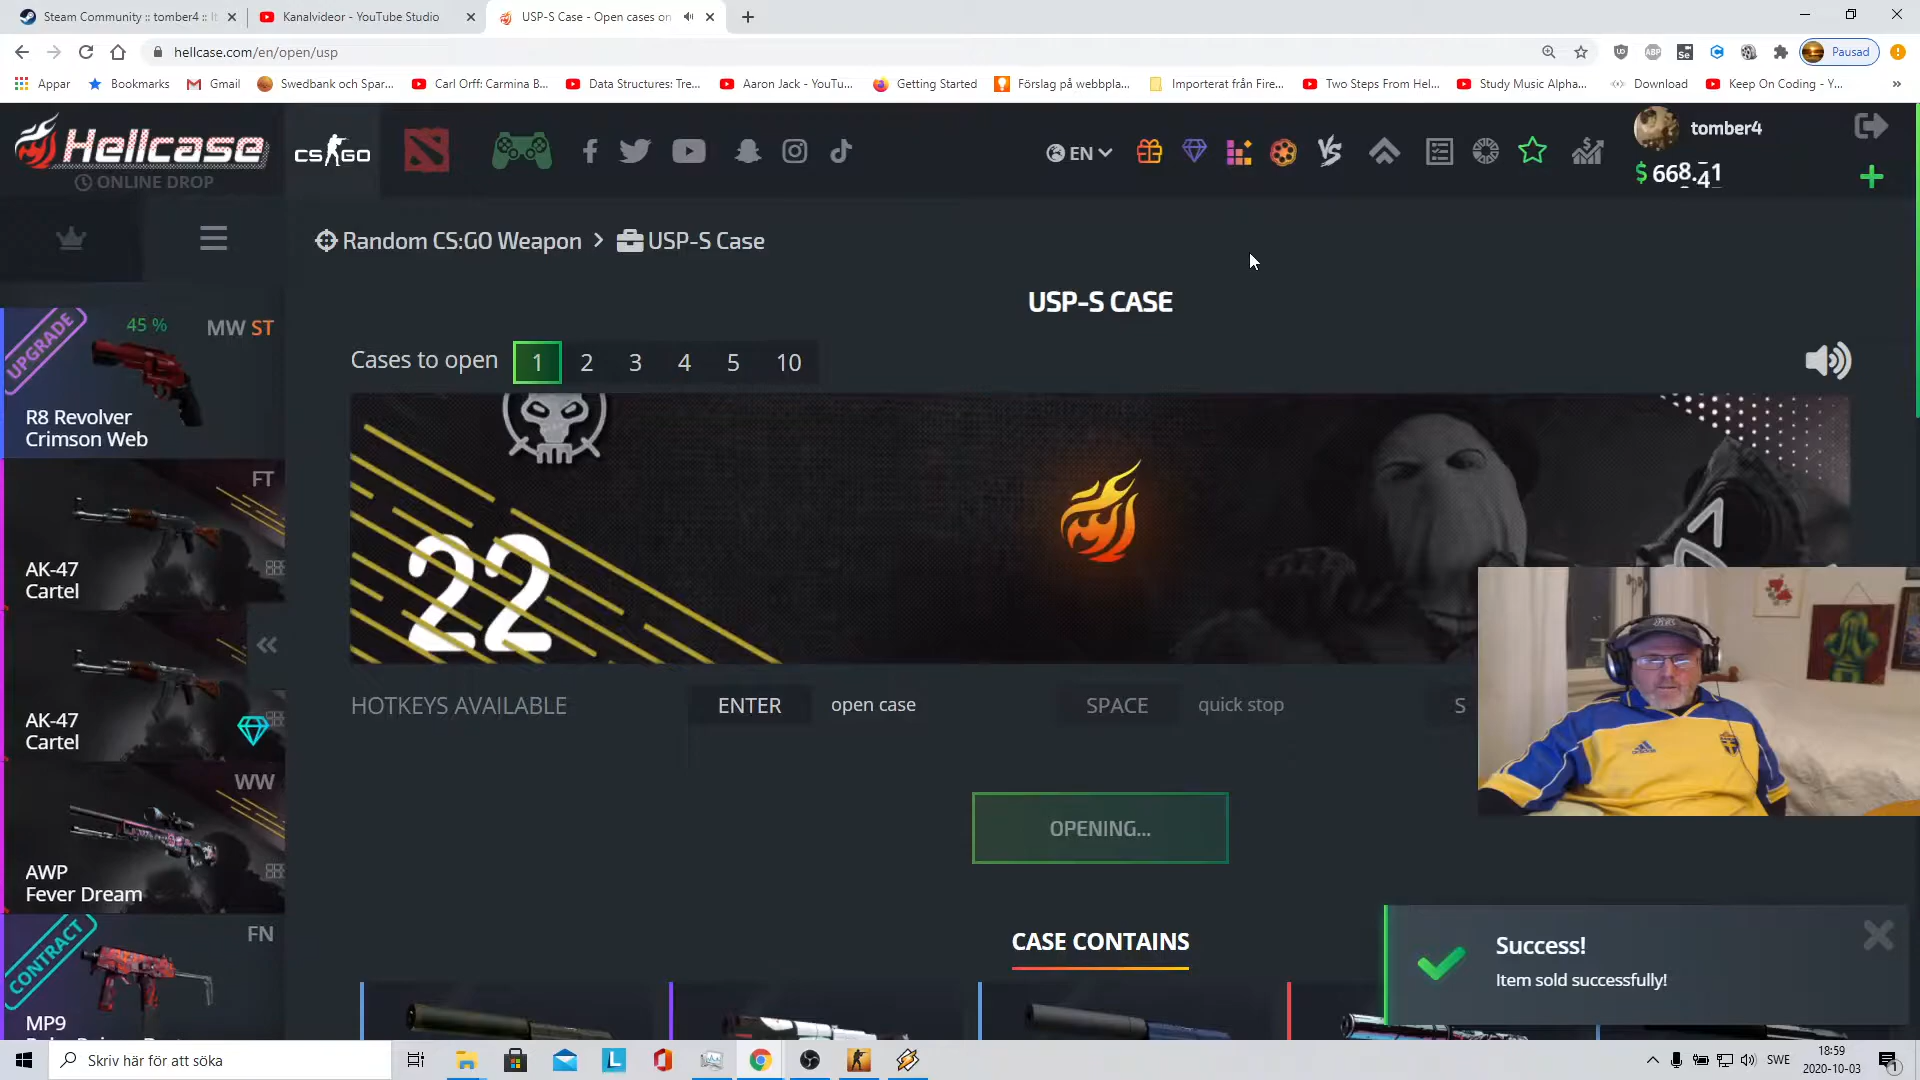 Steam Community :: tomber4 :: It
Kanalvideor - YouTube Studio
USP-S Case - Open cases on
hellcase.com/en/open/usp
Pausad
Appar
Bookmarks
Gmail
Swedbank och Spar...
Carl Orff: Carmina B...
Data Structures: Tre...
Aaron Jack - YouTu...
Getting Started
Förslag på webbpla...
Importerat från Fire...
Two Steps From Hel...
Study Music Alpha...
Download
Keep On Coding - Y...
Hellcase
ONLINE DROP
CS:GO
EN
VS
tomber4
$ 668.
Random CS:GO Weapon > USP-S Case
USP-S CASE
Cases to open 1 2 3 4 5 10
UPGRADE
45 %
MW ST
R8 Revolver
Crimson Web
FT
AK-47
Cartel
AK-47
Cartel
WW
AWP
Fever Dream
CONTRACT
FN
MP9
22
HOTKEYS AVAILABLE
ENTER open case
SPACE quick stop
S
OPENING...
CASE CONTAINS
Success!
Item sold successfully!
Skriv här för att söka
SWE
18:59
2020-10-03